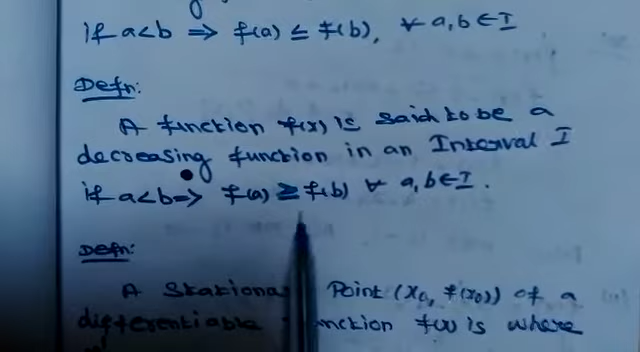 if a<b ⇒ f(a) ≤ f(b), ∀ a,b ∈ I
Defn:
A function f(x) is said to be a
decreasing function in an Interval I
if a<b ⇒ f(a) ≥ f(b) ∀ a,b ∈ I.
Defn:
A Stationa Point (x₀, f(x₀)) of a
differentiable nction f(x) is where